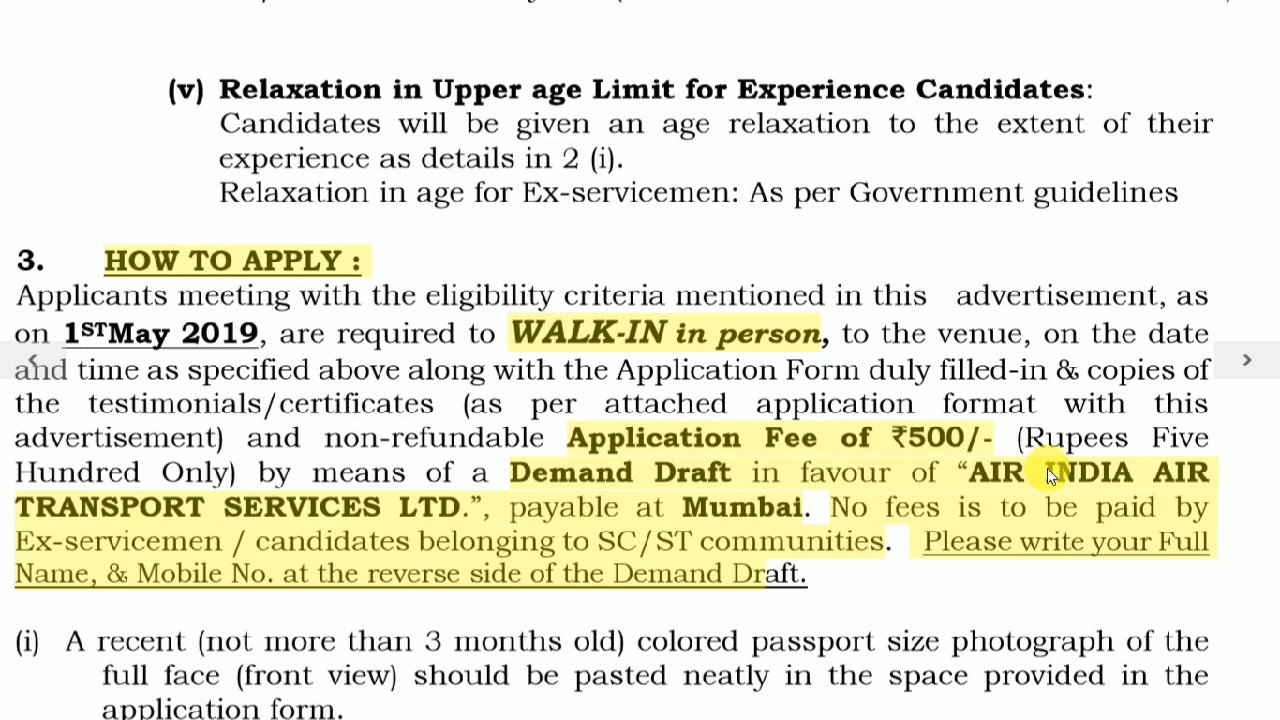 (v) Relaxation in Upper age Limit for Experience Candidates:
Candidates will be given an age relaxation to the extent of their
experience as details in 2 (i).
Relaxation in age for Ex-servicemen: As per Government guidelines
3. HOW TO APPLY :
Applicants meeting with the eligibility criteria mentioned in this advertisement, as
on 1STMay 2019, are required to WALK-IN in person, to the venue, on the date
and time as specified above along with the Application Form duly filled-in & copies of
the testimonials/certificates (as per attached application format with this
advertisement) and non-refundable Application Fee of ₹500/- (Rupees Five
Hundred Only) by means of a Demand Draft in favour of “AIR INDIA AIR
TRANSPORT SERVICES LTD.”, payable at Mumbai. No fees is to be paid by
Ex-servicemen / candidates belonging to SC/ST communities. Please write your Full
Name, & Mobile No. at the reverse side of the Demand Draft.
(i) A recent (not more than 3 months old) colored passport size photograph of the
full face (front view) should be pasted neatly in the space provided in the
application form.